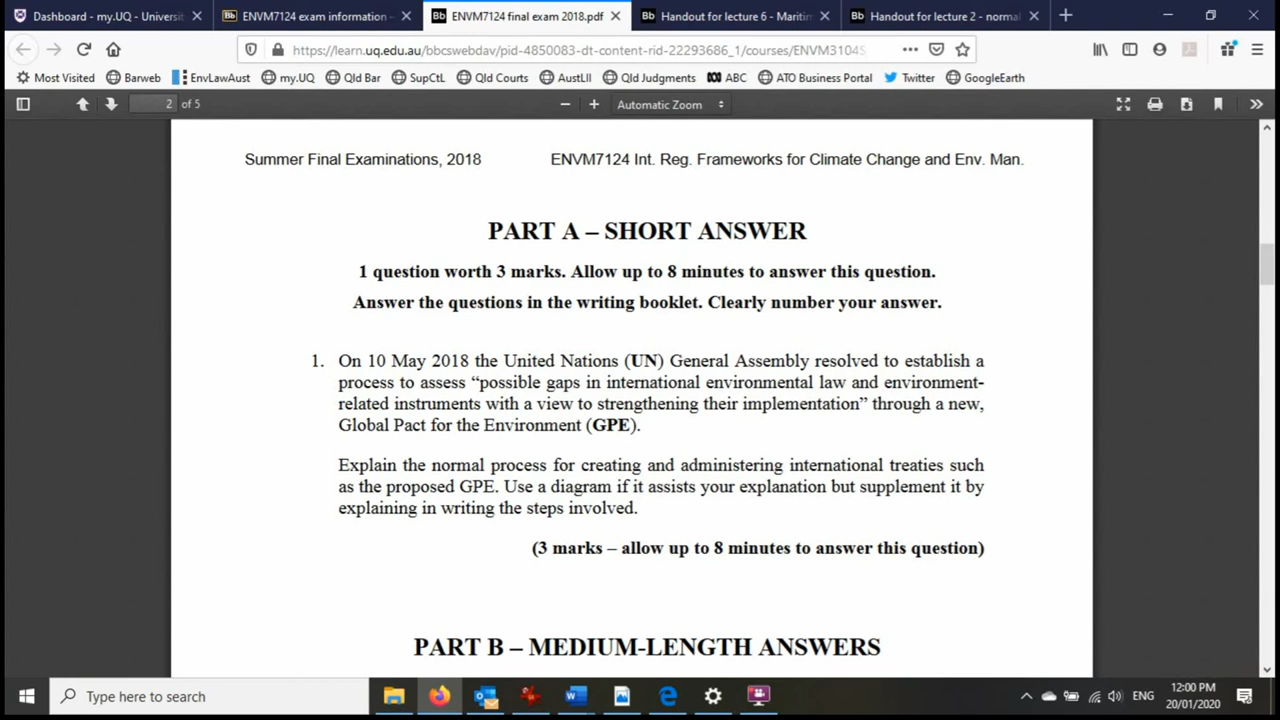 Dashboard - my.UQ - Universit
ENVM7124 exam information -
ENVM7124 final exam 2018.pdf
Handout for lecture 6 - Maritim
Handout for lecture 2 - normal
https://learn.uq.edu.au/bbcswebdav/pid-4850083-dt-content-rid-22293686_1/courses/ENVM3104S
Most Visited Barweb EnvLawAust my.UQ Qld Bar SupCtL Qld Courts AustLII Qld Judgments ABC ATO Business Portal Twitter GoogleEarth
2 of 5 Automatic Zoom
Summer Final Examinations, 2018 ENVM7124 Int. Reg. Frameworks for Climate Change and Env. Man.
PART A – SHORT ANSWER
1 question worth 3 marks. Allow up to 8 minutes to answer this question.
Answer the questions in the writing booklet. Clearly number your answer.
1. On 10 May 2018 the United Nations (UN) General Assembly resolved to establish a
process to assess “possible gaps in international environmental law and environment-
related instruments with a view to strengthening their implementation” through a new,
Global Pact for the Environment (GPE).
Explain the normal process for creating and administering international treaties such
as the proposed GPE. Use a diagram if it assists your explanation but supplement it by
explaining in writing the steps involved.
(3 marks – allow up to 8 minutes to answer this question)
PART B – MEDIUM-LENGTH ANSWERS
Type here to search
ENG
12:00 PM
20/01/2020